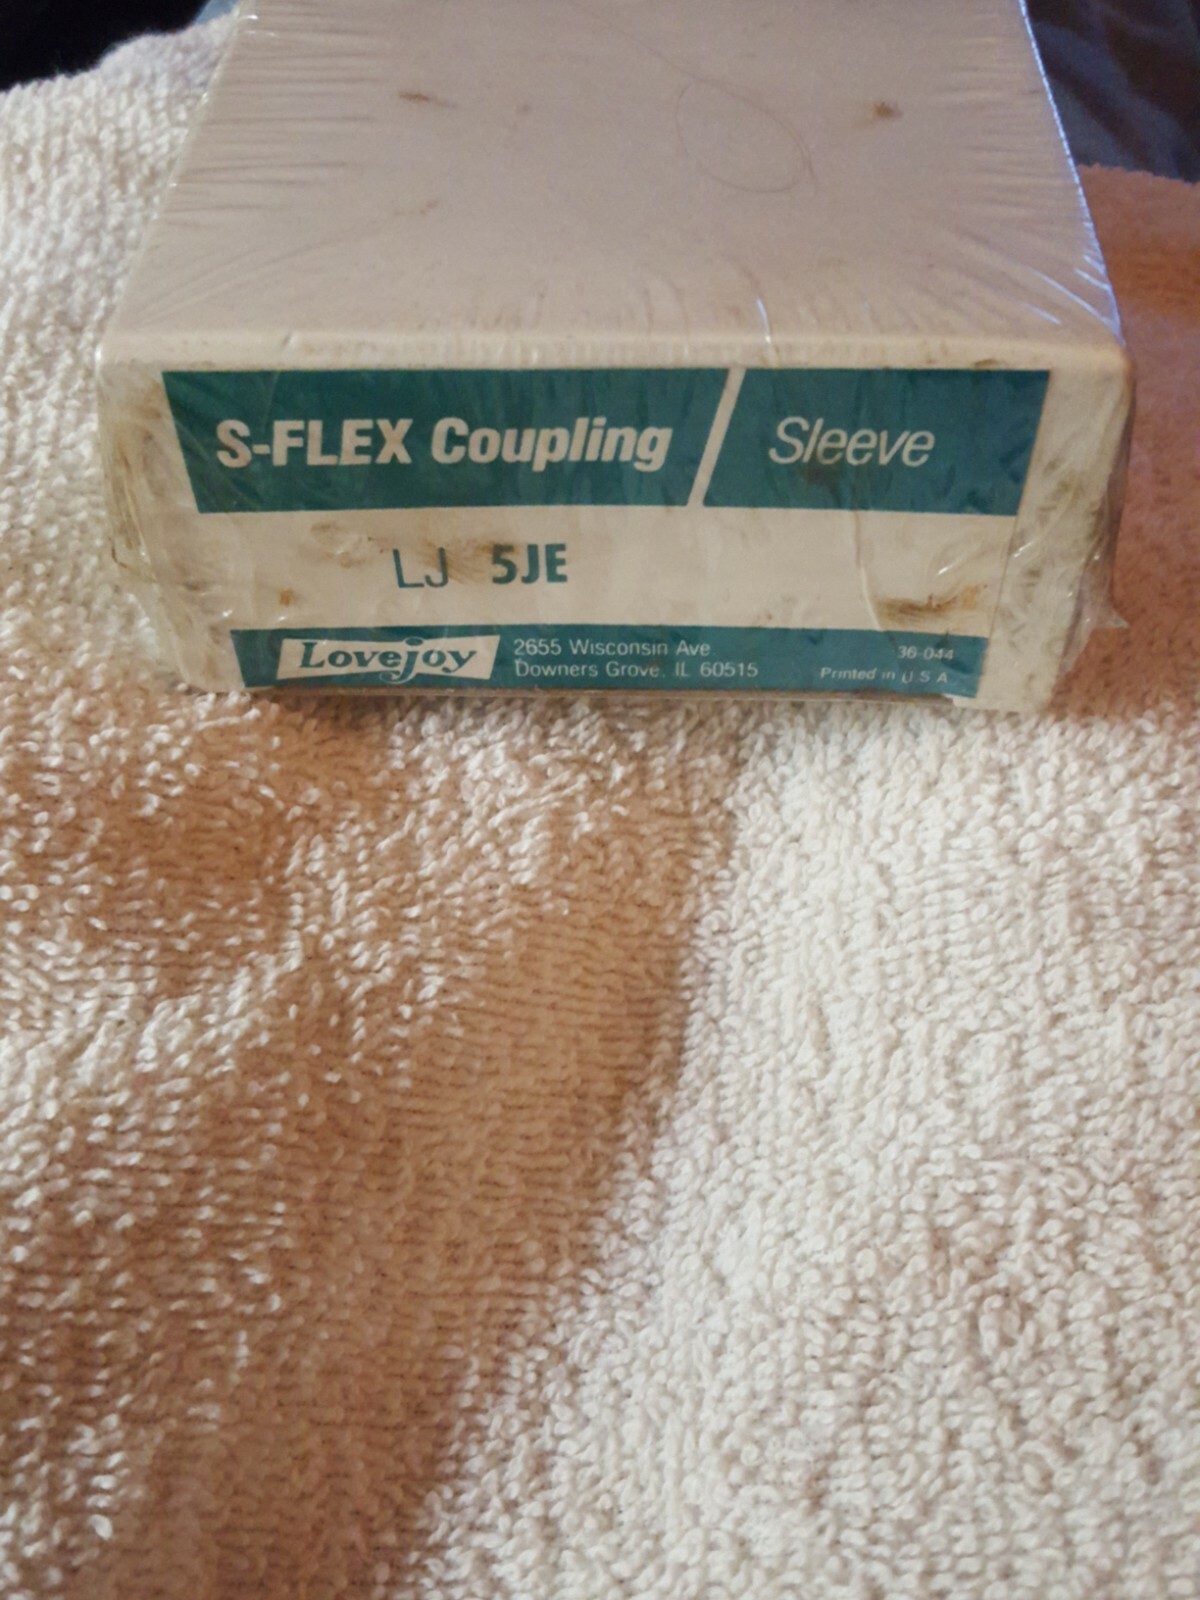 S-FLEX Coupling Sleeve
LJ 5JE
Lovejoy
2655 Wisconsin Ave
Downers Grove, IL 60515
36-044
Printed in U S A